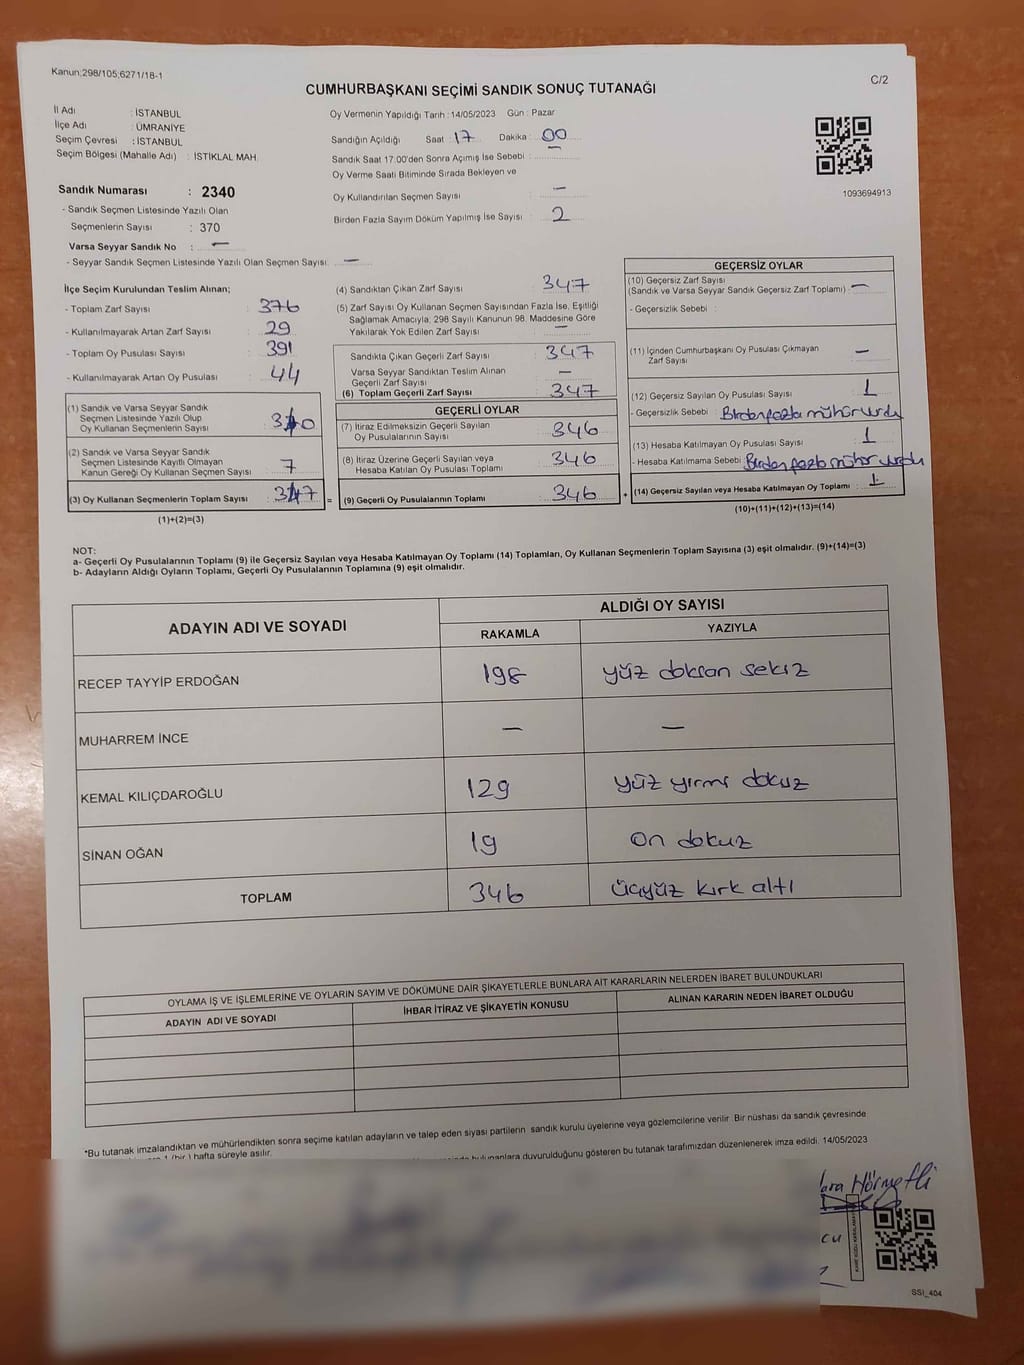 Kanun:298/105;6271/18-1
C/2
CUMHURBAŞKANI SEÇİMİ SANDIK SONUÇ TUTANAĞI
İl Adı : İSTANBUL
İlçe Adı : ÜMRANİYE
Seçim Çevresi : İSTANBUL
Seçim Bölgesi (Mahalle Adı) : İSTİKLAL MAH.
Sandık Numarası : 2340
- Sandık Seçmen Listesinde Yazılı Olan
Seçmenlerin Sayısı : 370
Varsa Seyyar Sandık No : —
- Seyyar Sandık Seçmen Listesinde Yazılı Olan Seçmen Sayısı: —
Oy Vermenin Yapıldığı Tarih : 14/05/2023 Gün : Pazar
Sandığın Açıldığı Saat : 17 Dakika : 00
Sandık Saat 17.00'den Sonra Açımış İse Sebebi :
Oy Verme Saati Bitiminde Sırada Bekleyen ve
Oy Kullandırılan Seçmen Sayısı : —
Birden Fazla Sayım Döküm Yapılmış İse Sayısı : 2
1093694913
İlçe Seçim Kurulundan Teslim Alınan;
- Toplam Zarf Sayısı : 376
- Kullanılmayarak Artan Zarf Sayısı : 29
- Toplam Oy Pusulası Sayısı : 391
- Kullanılmayarak Artan Oy Pusulası : 44
(1) Sandık ve Varsa Seyyar Sandık
Seçmen Listesinde Yazılı Olup
Oy Kullanan Seçmenlerin Sayısı : 340
(2) Sandık ve Varsa Seyyar Sandık
Seçmen Listesinde Kayıtlı Olmayan
Kanun Gereği Oy Kullanan Seçmen Sayısı : 7
(3) Oy Kullanan Seçmenlerin Toplam Sayısı : 347
(1)+(2)=(3)
(4) Sandıktan Çıkan Zarf Sayısı : 347
(5) Zarf Sayısı Oy Kullanan Seçmen Sayısından Fazla İse, Eşitliği
Sağlamak Amacıyla; 298 Sayılı Kanunun 98. Maddesine Göre
Yakılarak Yok Edilen Zarf Sayısı : —
Sandıkta Çıkan Geçerli Zarf Sayısı : 347
Varsa Seyyar Sandıktan Teslim Alınan
Geçerli Zarf Sayısı : —
(6) Toplam Geçerli Zarf Sayısı : 347
GEÇERLİ OYLAR
(7) İtiraz Edilmeksizin Geçerli Sayılan
Oy Pusulalarının Sayısı : 346
(8) İtiraz Üzerine Geçerli Sayılan veya
Hesaba Katılan Oy Pusulası Toplamı : 346
= (9) Geçerli Oy Pusulalarının Toplamı : 346 +
GEÇERSİZ OYLAR
(10) Geçersiz Zarf Sayısı
(Sandık ve Varsa Seyyar Sandık Geçersiz Zarf Toplamı) : —
- Geçersizlik Sebebi :
(11) İçinden Cumhurbaşkanı Oy Pusulası Çıkmayan
Zarf Sayısı : —
(12) Geçersiz Sayılan Oy Pusulası Sayısı : 1
- Geçersizlik Sebebi : Birden fazla mühür vurdu
(13) Hesaba Katılmayan Oy Pusulası Sayısı : 1
- Hesaba Katılmama Sebebi : Birden fazla mühür vurdu
(14) Geçersiz Sayılan veya Hesaba Katılmayan Oy Toplamı : 1
(10)+(11)+(12)+(13)=(14)
NOT:
a- Geçerli Oy Pusulalarının Toplamı (9) ile Geçersiz Sayılan veya Hesaba Katılmayan Oy Toplamı (14) Toplamları, Oy Kullanan Seçmenlerin Toplam Sayısına (3) eşit olmalıdır. (9)+(14)=(3)
b- Adayların Aldığı Oyların Toplamı, Geçerli Oy Pusulalarının Toplamına (9) eşit olmalıdır.
ADAYIN ADI VE SOYADI
ALDIĞI OY SAYISI
RAKAMLA YAZIYLA
RECEP TAYYİP ERDOĞAN 198 yüz doksan sekiz
MUHARREM İNCE — —
KEMAL KILIÇDAROĞLU 129 yüz yirmi dokuz
SİNAN OĞAN 19 on dokuz
TOPLAM 346 üçyüz kırk altı
OYLAMA İŞ VE İŞLEMLERİNE VE OYLARIN SAYIM VE DÖKÜMÜNE DAİR ŞİKAYETLERLE BUNLARA AİT KARARLARIN NELERDEN İBARET BULUNDUKLARI
ADAYIN ADI VE SOYADI İHBAR İTİRAZ VE ŞİKAYETİN KONUSU ALINAN KARARIN NEDEN İBARET OLDUĞU
*Bu tutanak imzalandıktan ve mühürlendikten sonra seçime katılan adayların ve talep eden siyasi partilerin sandık kurulu üyelerine veya gözlemcilerine verilir. Bir nüshası da sandık çevresinde
1 (bir) hafta süreyle asılır.
bulunanlara duyurulduğunu gösteren bu tutanak tarafımızdan düzenlenerek imza edildi. 14/05/2023
SSI_404